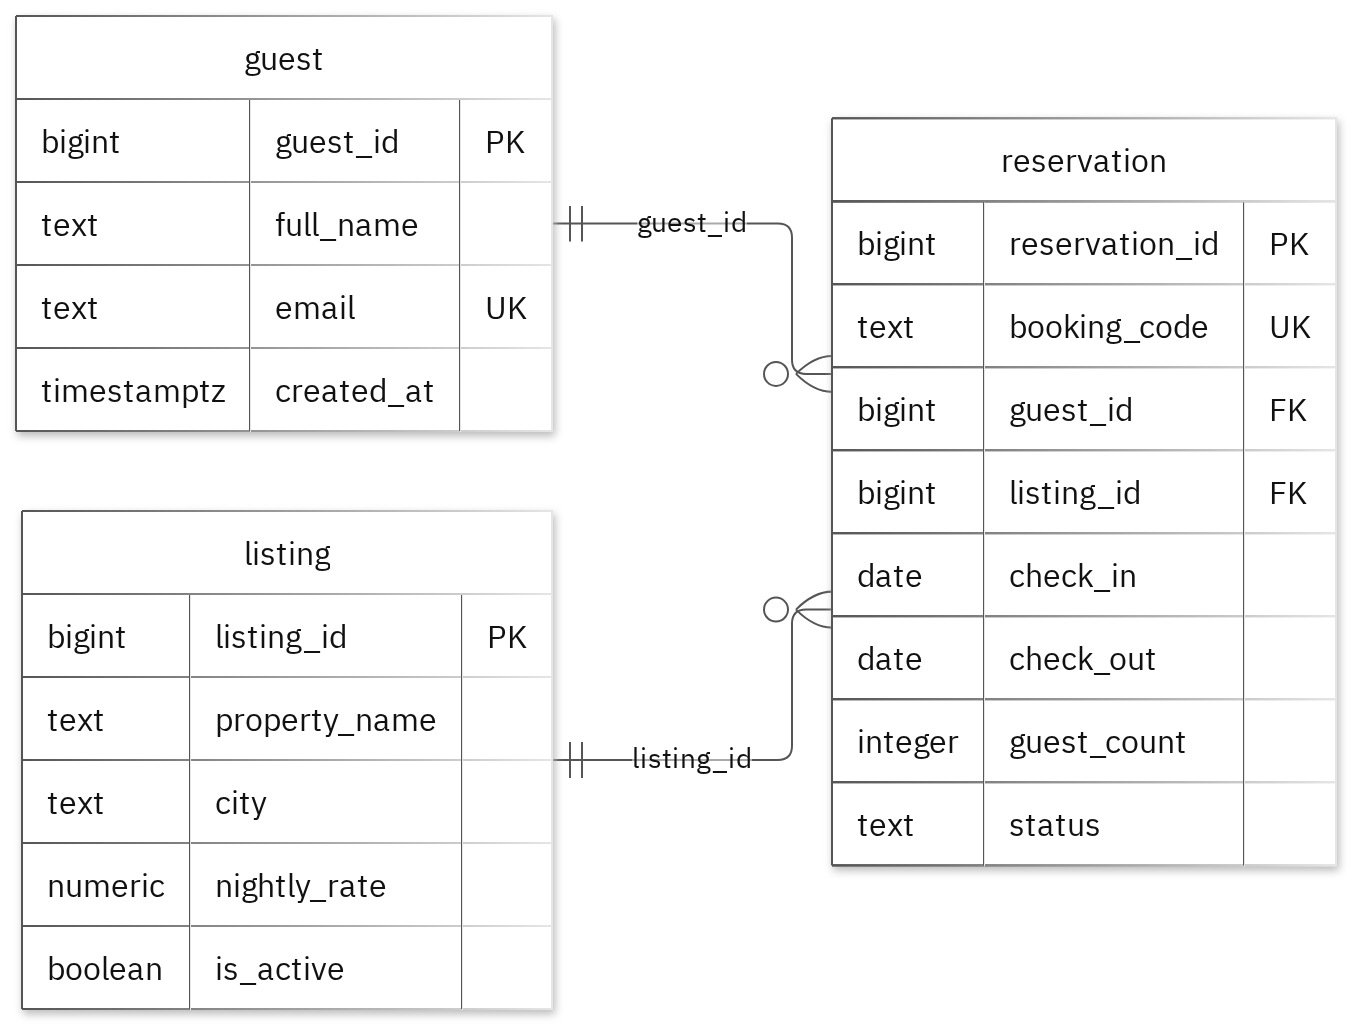 guest
bigint guest_id PK
text full_name
text email UK
timestamptz created_at
guest_id
reservation
bigint reservation_id PK
text booking_code UK
bigint guest_id FK
bigint listing_id FK
date check_in
date check_out
integer guest_count
text status
listing
bigint listing_id PK
text property_name
text city
numeric nightly_rate
boolean is_active
listing_id